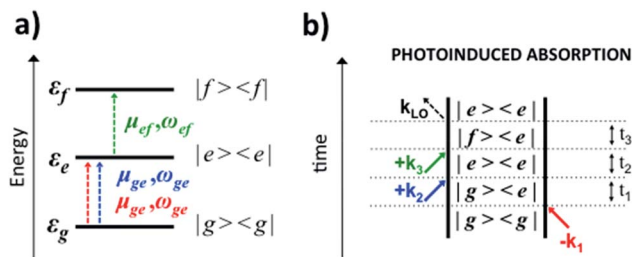 a)
Energy
ε_f
|f><f|
μ_ef,ω_ef
ε_e
|e><e|
μ_ge,ω_ge
μ_ge,ω_ge
ε_g
|g><g|
b)
PHOTOINDUCED ABSORPTION
time
k_LO
|e><e|
|f><e|
t_3
+k_3
|e><e|
t_2
+k_2
|g><e|
t_1
|g><g|
-k_1